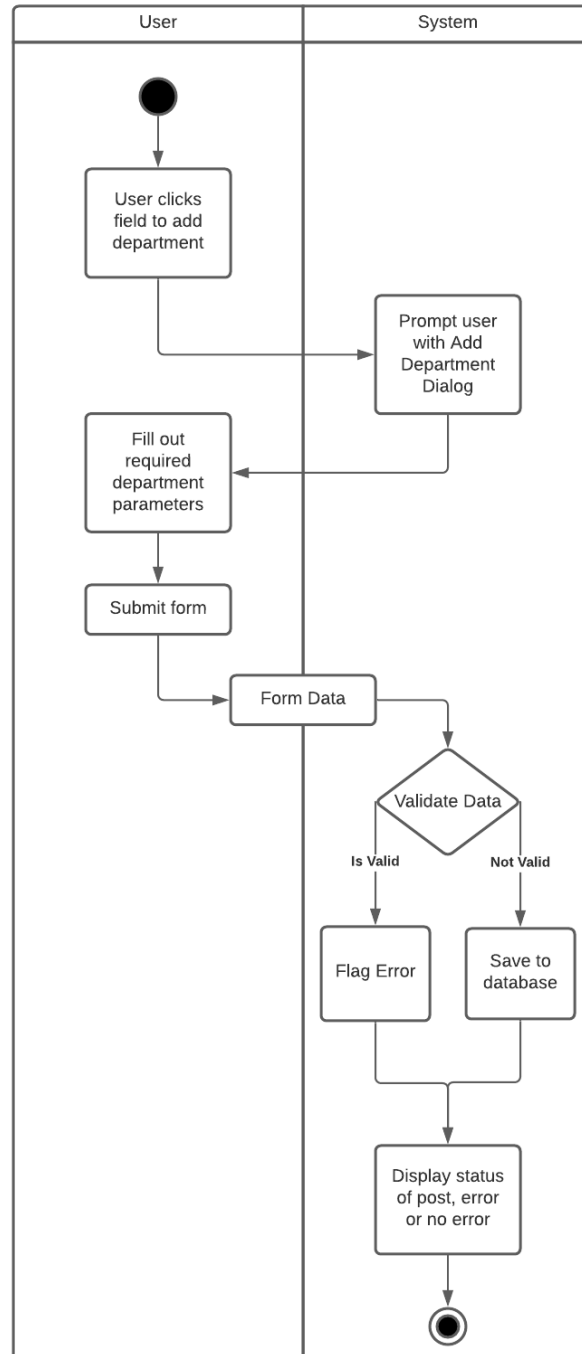 User
System
User clicks
field to add
department
Prompt user
with Add
Department
Dialog
Fill out
required
department
parameters
Submit form
Form Data
Validate Data
Is Valid
Not Valid
Flag Error
Save to
database
Display status
of post, error
or no error